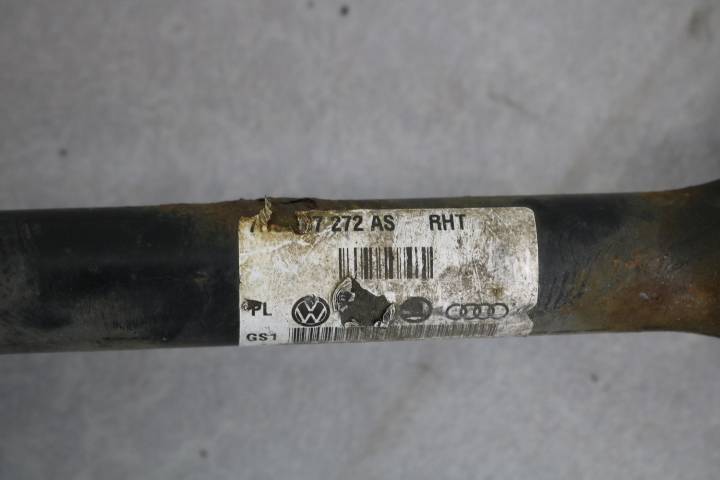 272 AS RHT
PL
GS1